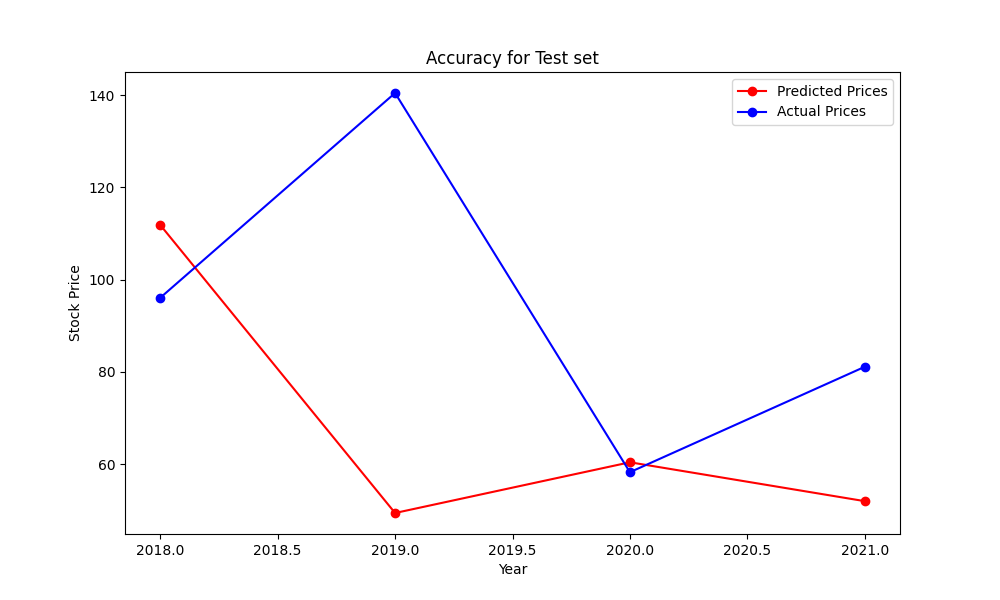 Accuracy for Test set
Predicted Prices
Actual Prices
140
120
100
80
60
Stock Price
2018.0 2018.5 2019.0 2019.5 2020.0 2020.5 2021.0
Year